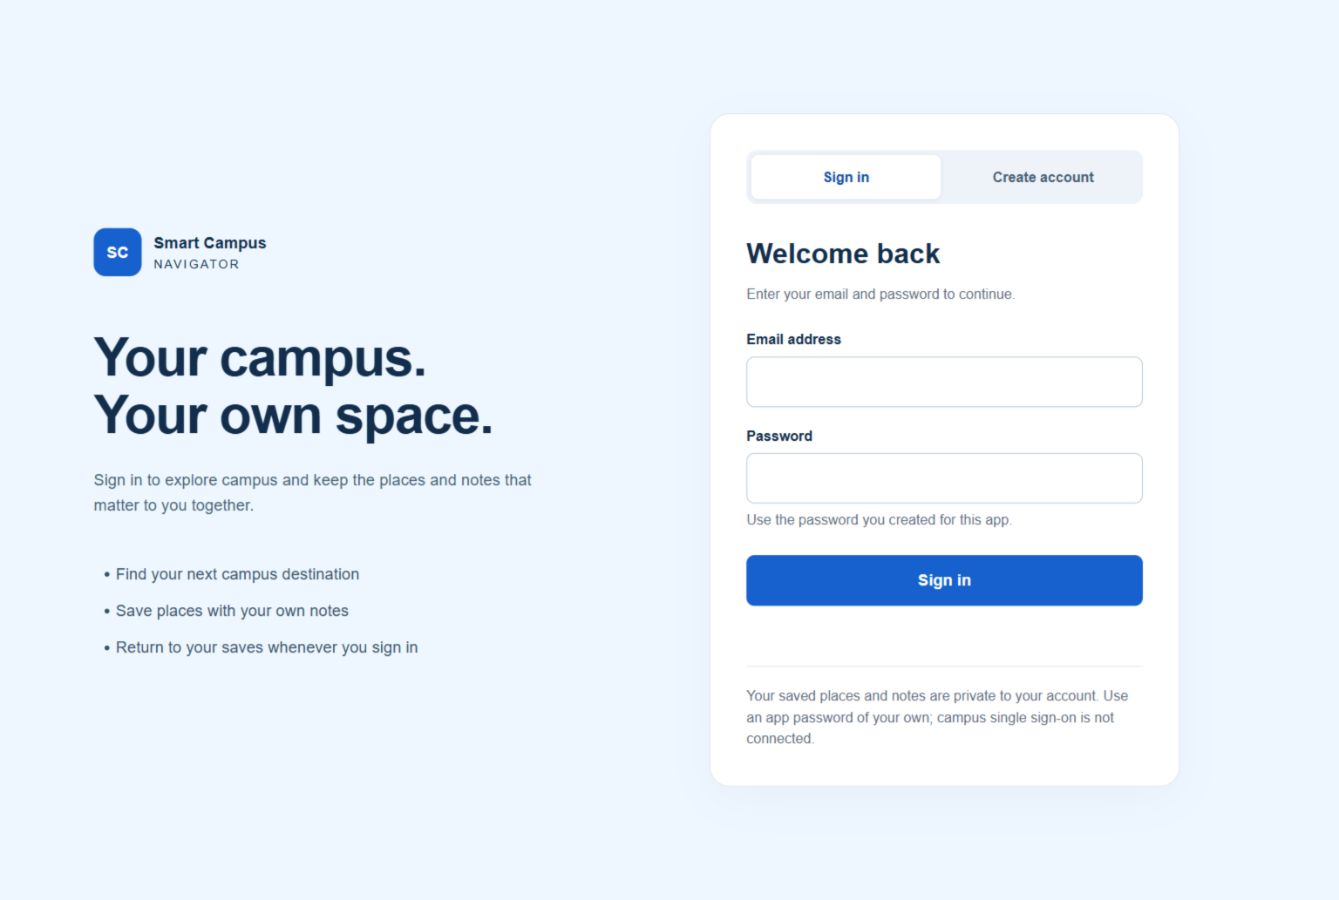 SC
Smart Campus
NAVIGATOR
Your campus.
Your own space.
Sign in to explore campus and keep the places and notes that
matter to you together.
• Find your next campus destination
• Save places with your own notes
• Return to your saves whenever you sign in
Sign in
Create account
Welcome back
Enter your email and password to continue.
Email address
Password
Use the password you created for this app.
Sign in
Your saved places and notes are private to your account. Use
an app password of your own; campus single sign-on is not
connected.